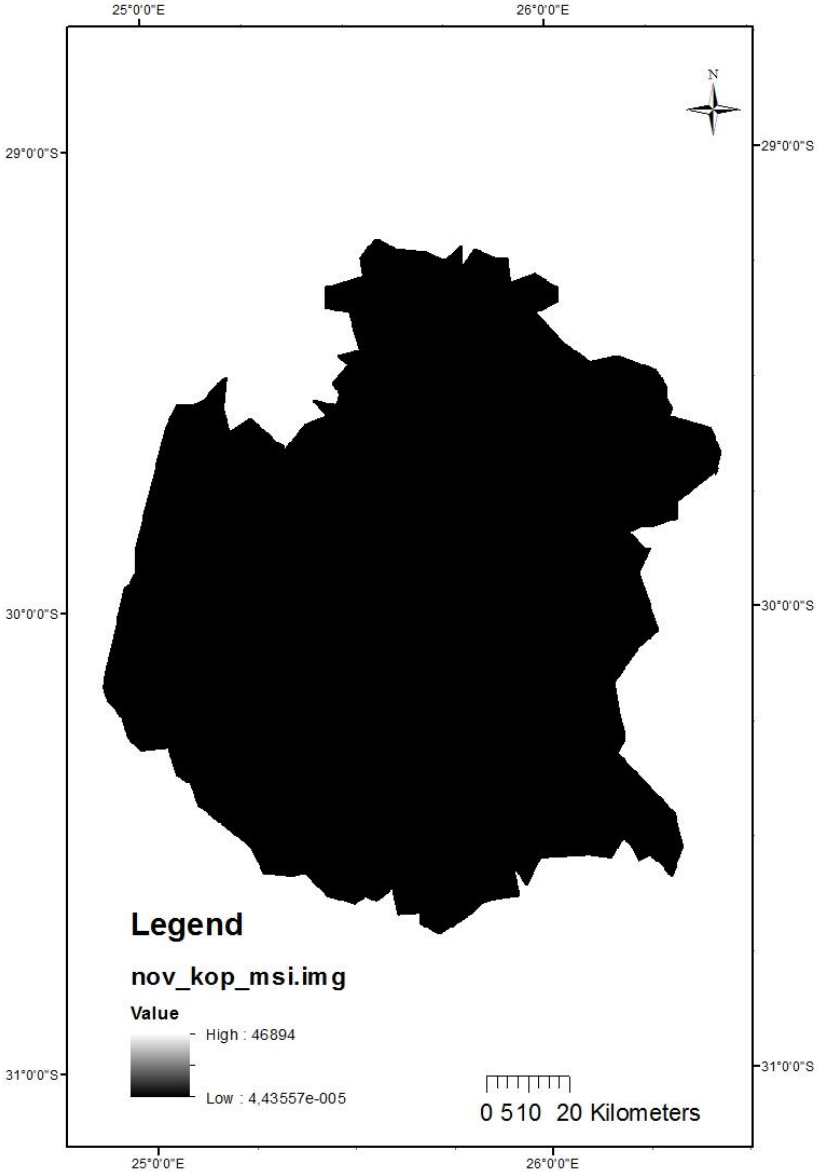 25°0'0"E 26°0'0"E
N
29°0'0"S 29°0'0"S
30°0'0"S 30°0'0"S
Legend
nov_kop_msi.img
Value
High : 46894
Low : 4,43557e-005
31°0'0"S 31°0'0"S
0 5 10 20 Kilometers
25°0'0"E 26°0'0"E